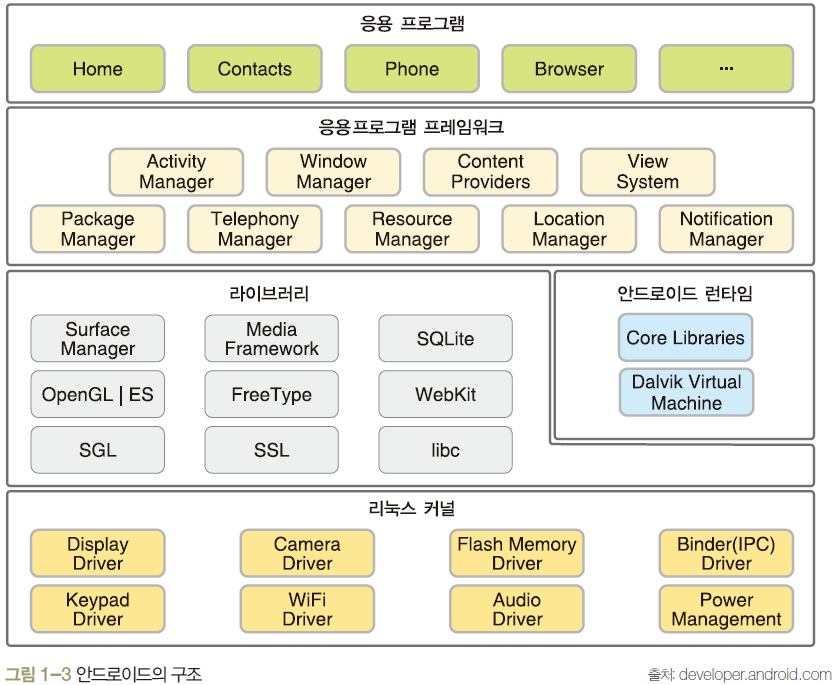 응용 프로그램
Home
Contacts
Phone
Browser
...
응용프로그램 프레임워크
Activity
Manager
Window
Manager
Content
Providers
View
System
Package
Manager
Telephony
Manager
Resource
Manager
Location
Manager
Notification
Manager
라이브러리
Surface
Manager
Media
Framework
SQLite
OpenGL | ES
FreeType
WebKit
SGL
SSL
libc
안드로이드 런타임
Core Libraries
Dalvik Virtual
Machine
리눅스 커널
Display
Driver
Camera
Driver
Flash Memory
Driver
Binder(IPC)
Driver
Keypad
Driver
WiFi
Driver
Audio
Driver
Power
Management
그림 1-3 안드로이드의 구조
출처: developer.android.com